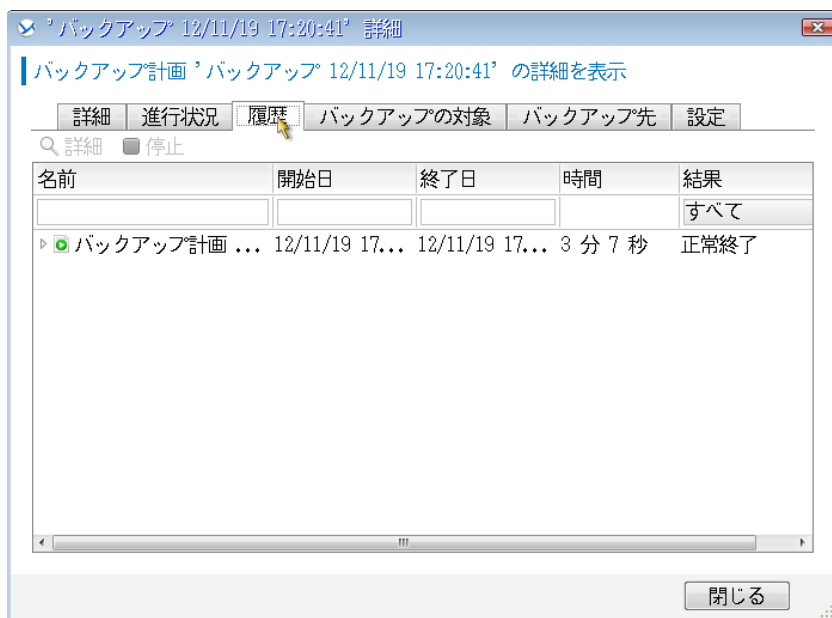 'バックアップ 12/11/19 17:20:41' 詳細
バックアップ計画 'バックアップ 12/11/19 17:20:41' の詳細を表示
詳細 進行状況 履歴 バックアップの対象 バックアップ先 設定
詳細 停止
名前 開始日 終了日 時間 結果
すべて
バックアップ計画 ... 12/11/19 17... 12/11/19 17... 3 分 7 秒 正常終了
閉じる